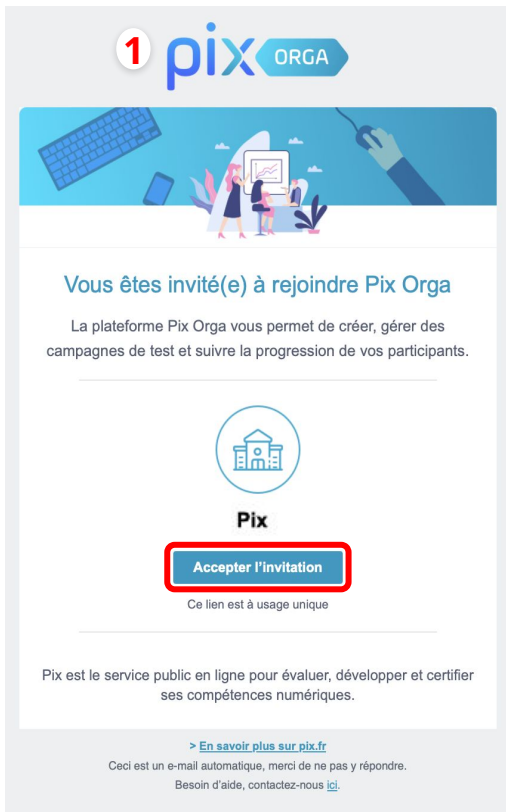 1
pix ORGA
Vous êtes invité(e) à rejoindre Pix Orga
La plateforme Pix Orga vous permet de créer, gérer des
campagnes de test et suivre la progression de vos participants.
Pix
Accepter l’invitation
Ce lien est à usage unique
Pix est le service public en ligne pour évaluer, développer et certifier
ses compétences numériques.
> En savoir plus sur pix.fr
Ceci est un e-mail automatique, merci de ne pas y répondre.
Besoin d’aide, contactez-nous ici.